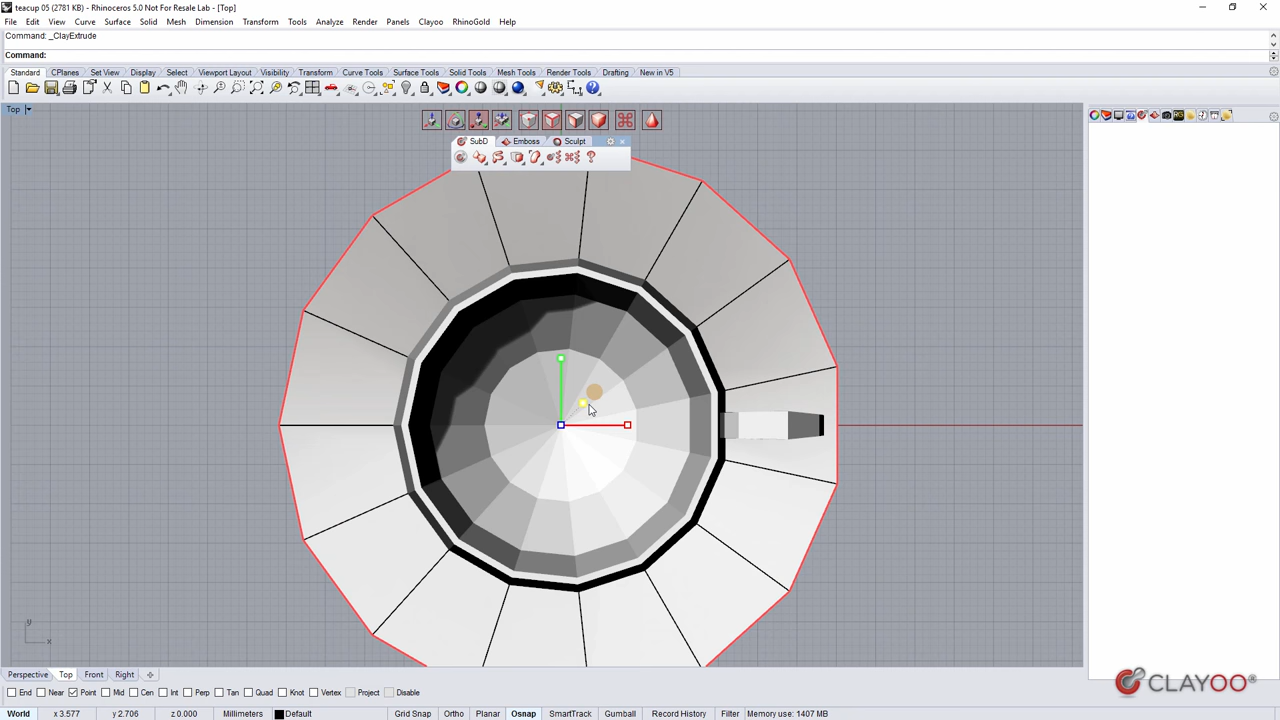 teacup 05 (2781 KB) - Rhinoceros 5.0 Not For Resale Lab - [Top]
File Edit View Curve Surface Solid Mesh Dimension Transform Tools Analyze Render Panels Clayoo RhinoGold Help
Command: _ClayExtrude
Command:
Standard CPlanes Set View Display Select Viewport Layout Visibility Transform Curve Tools Surface Tools Solid Tools Mesh Tools Render Tools Drafting New in V5
Top
SubD Emboss Sculpt
y
x
CLAYOO
Perspective Top Front Right
End Near Point Mid Cen Int Perp Tan Quad Knot Vertex Project Disable
World x 3.577 y 2.706 z 0.000 Millimeters Default Grid Snap Ortho Planar Osnap SmartTrack Gumball Record History Filter Memory use: 1407 MB